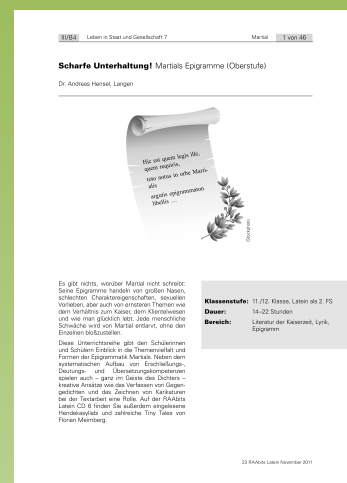 III/B4 Leben in Staat und Gesellschaft 7 Martial 1 von 46
Scharfe Unterhaltung! Martials Epigramme (Oberstufe)
Dr. Andreas Hensel, Langen
Hic est quem legis ille,
quem requiris,
toto notus in orbe Marti-
alis
argutis epigrammaton
libellis …
iStockphoto
Es gibt nichts, worüber Martial nicht schreibt:
Seine Epigramme handeln von großen Nasen,
schlechten Charaktereigenschaften, sexuellen
Vorlieben, aber auch von ernsteren Themen wie
dem Verhältnis zum Kaiser, dem Klientelwesen
und wie man glücklich lebt. Jede menschliche
Schwäche wird von Martial entlarvt, ohne den
Einzelnen bloßzustellen.
Diese Unterrichtsreihe gibt den Schülerinnen
und Schülern Einblick in die Themenvielfalt und
Formen der Epigrammatik Martials. Neben dem
systematischen Aufbau von Erschließungs-,
Deutungs- und Übersetzungskompetenzen
spielen auch – ganz im Geiste des Dichters –
kreative Ansätze wie das Verfassen von Gegen-
gedichten und das Zeichnen von Karikaturen
bei der Textarbeit eine Rolle. Auf der RAAbits
Latein CD 6 finden Sie außerdem eingelesene
Hendekasyllabi und zahlreiche Tiny Tales von
Florian Meimberg.
Klassenstufe: 11./12. Klasse, Latein als 2. FS
Dauer: 14–22 Stunden
Bereich: Literatur der Kaiserzeit, Lyrik,
Epigramm
23 RAAbits Latein November 2011